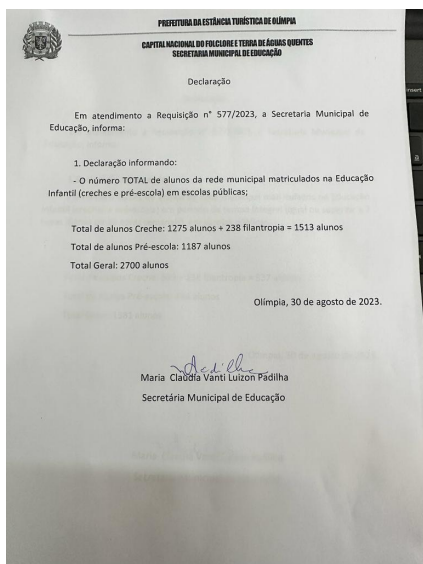 PREFEITURA DA ESTÂNCIA TURÍSTICA DE OLÍMPIA
CAPITAL NACIONAL DO FOLCLORE E TERRA DE ÁGUAS QUENTES
SECRETARIA MUNICIPAL DE EDUCAÇÃO
Declaração
Em atendimento a Requisição n° 577/2023, a Secretaria Municipal de
Educação, informa:
1. Declaração informando:
- O número TOTAL de alunos da rede municipal matriculados na Educação
Infantil (creches e pré-escola) em escolas públicas;
Total de alunos Creche: 1275 alunos + 238 filantropia = 1513 alunos
Total de alunos Pré-escola: 1187 alunos
Total Geral: 2700 alunos
Olímpia, 30 de agosto de 2023.
Padilha
Maria Claudia Vanti Luizon Padilha
Secretária Municipal de Educação
insert